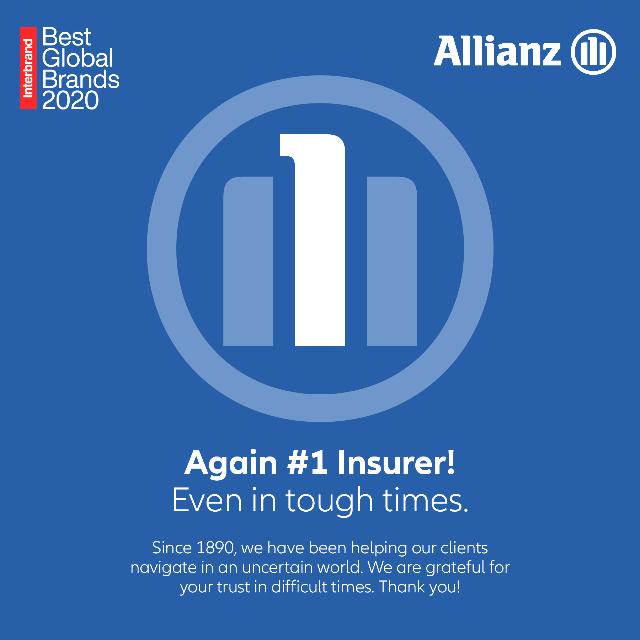 Interbrand
Best
Global
Brands
2020
Allianz
Again #1 Insurer!
Even in tough times.
Since 1890, we have been helping our clients
navigate in an uncertain world. We are grateful for
your trust in difficult times. Thank you!